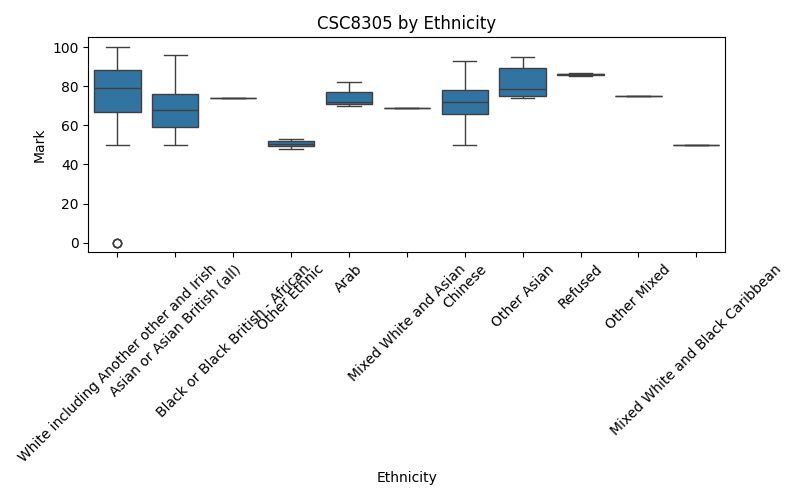 CSC8305 by Ethnicity
Mark
100
80
60
40
20
0
White including Another other and Irish
Asian or Asian British (all)
Black or Black British - African
Other Ethnic
Arab
Mixed White and Asian
Chinese
Other Asian
Refused
Other Mixed
Mixed White and Black Caribbean
Ethnicity